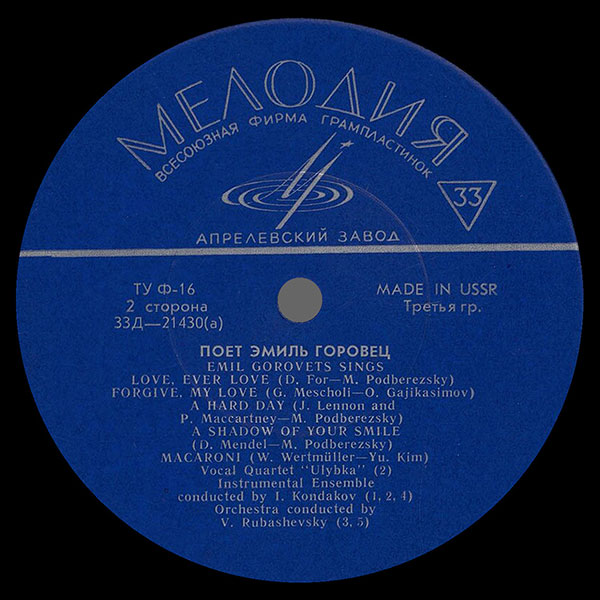 МЕЛОДИЯ
ВСЕСОЮЗНАЯ ФИРМА ГРАМПЛАСТИНОК
33
АПРЕЛЕВСКИЙ ЗАВОД
ТУ Ф-16
2 сторона
33Д—21430(а)
MADE IN USSR
Третья гр.
ПОЕТ ЭМИЛЬ ГОРОВЕЦ
EMIL GOROVETS SINGS
LOVE, EVER LOVE (D. For—M. Podberezsky)
FORGIVE, MY LOVE (G. Mescholi—O. Gajikasimov)
A HARD DAY (J. Lennon and
P. Maccartney—M. Podberezsky)
A SHADOW OF YOUR SMILE
(D. Mendel—M. Podberezsky)
MACARONI (W. Wertmüller—Yu. Kim)
Vocal Quartet "Ulybka" (2)
Instrumental Ensemble
conducted by I. Kondakov (1, 2, 4)
Orchestra conducted by
V. Rubashevsky (3, 5)